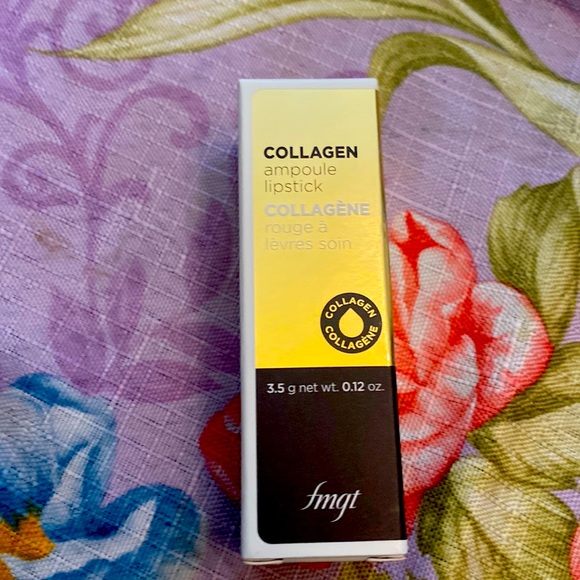 COLLAGEN
ampoule
lipstick
COLLAGÈNE
rouge à
lèvres soin
COLLAGEN
COLLAGÈNE
3.5 g net wt. 0.12 oz.
fmgt